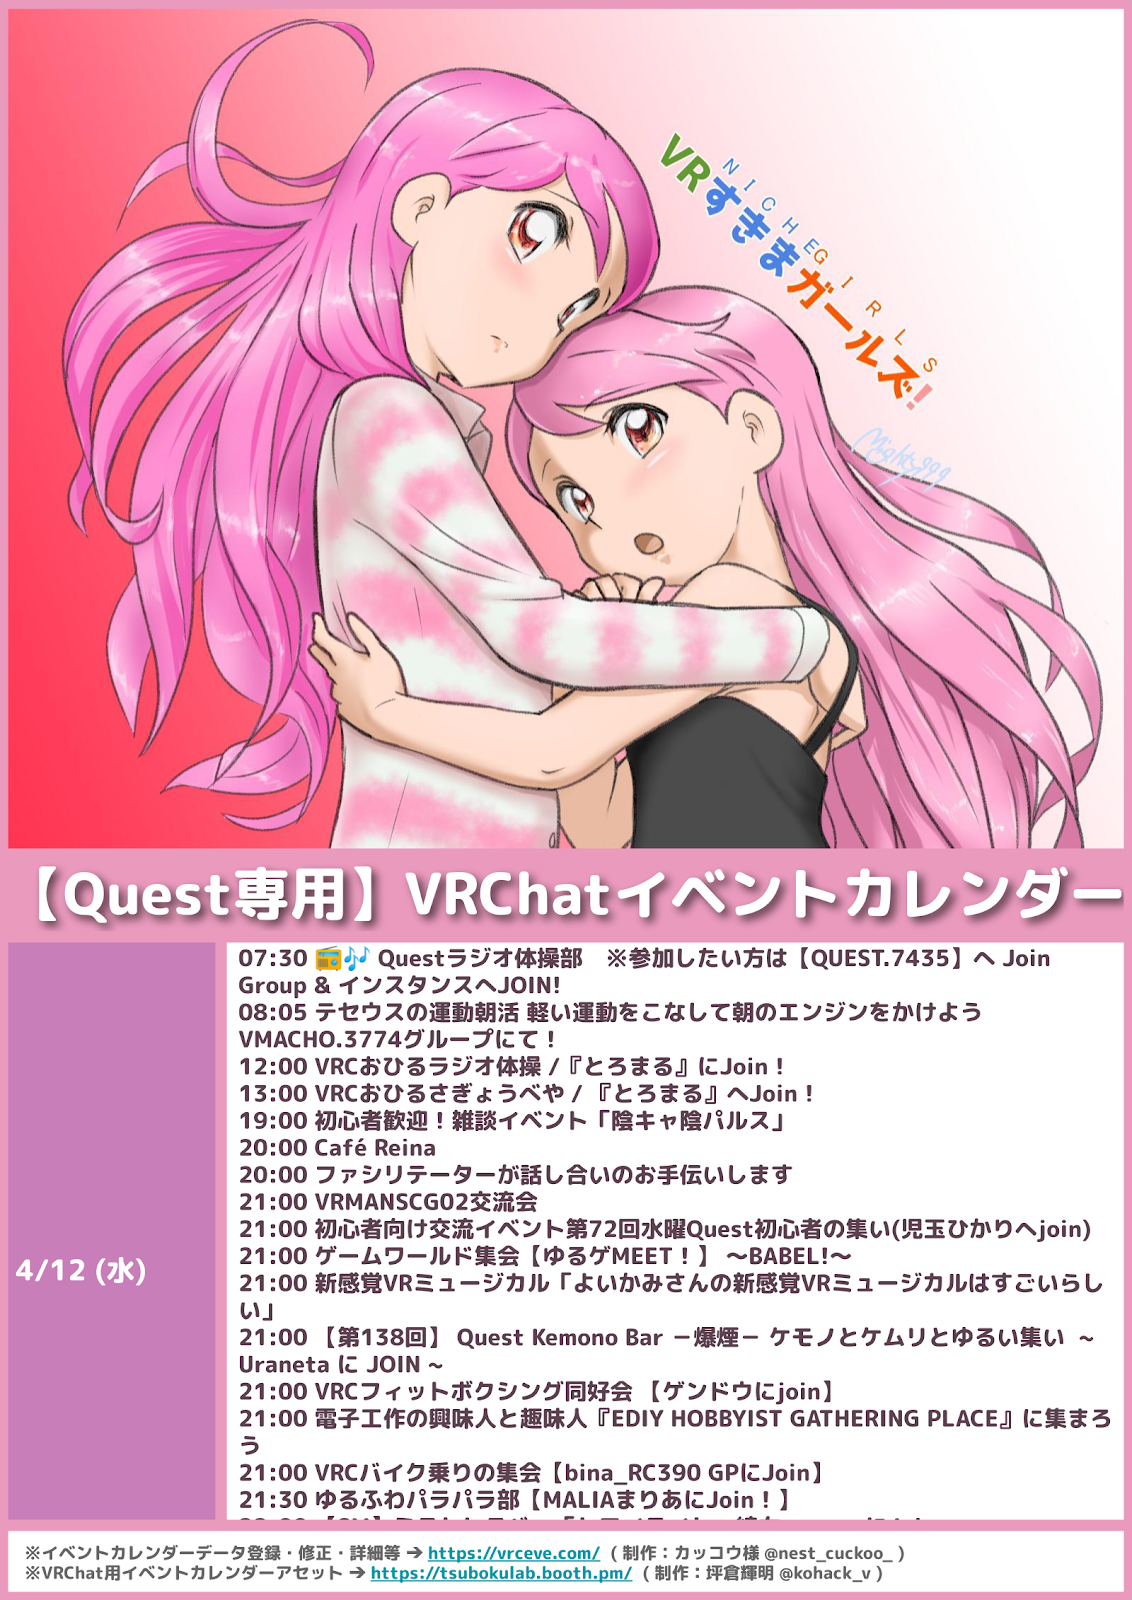 NICHE GIRLS
VRすきまガールズ!
Mighty999
【Quest専用】VRChatイベントカレンダー
4/12 (水)
07:30 📻🎶 Questラジオ体操部　※参加したい方は【QUEST.7435】へ Join
Group & インスタンスへJOIN!
08:05 テセウスの運動朝活 軽い運動をこなして朝のエンジンをかけよう
VMACHO.3774グループにて！
12:00 VRCおひるラジオ体操 /『とろまる』にJoin！
13:00 VRCおひるさぎょうべや / 『とろまる』へJoin！
19:00 初心者歓迎！雑談イベント「陰キャ陰パルス」
20:00 Café Reina
20:00 ファシリテーターが話し合いのお手伝いします
21:00 VRMANSCG02交流会
21:00 初心者向け交流イベント第72回水曜Quest初心者の集い(児玉ひかりへjoin)
21:00 ゲームワールド集会【ゆるゲMEET！】 〜BABEL!〜
21:00 新感覚VRミュージカル「よいかみさんの新感覚VRミュージカルはすごいらし
い」
21:00 【第138回】 Quest Kemono Bar －爆煙－ ケモノとケムリとゆるい集い ~
Uraneta に JOIN ~
21:00 VRCフィットボクシング同好会 【ゲンドウにjoin】
21:00 電子工作の興味人と趣味人『EDIY HOBBYIST GATHERING PLACE』に集まろ
う
21:00 VRCバイク乗りの集会【bina_RC390 GPにJoin】
21:30 ゆるふわパラパラ部【MALIAまりあにJoin！】
※イベントカレンダーデータ登録・修正・詳細等 ➔ https://vrceve.com/ ( 制作：カッコウ様 @nest_cuckoo_ )
※VRChat用イベントカレンダーアセット ➔ https://tsubokulab.booth.pm/ ( 制作：坪倉輝明 @kohack_v )